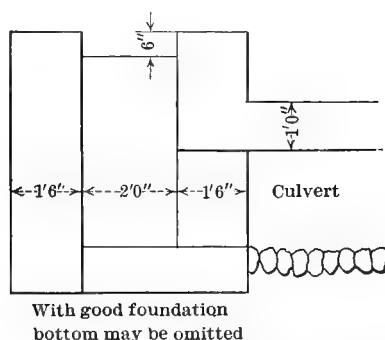 6"
1'0"
1'6" 2'0" 1'6" Culvert
With good foundation
bottom may be omitted